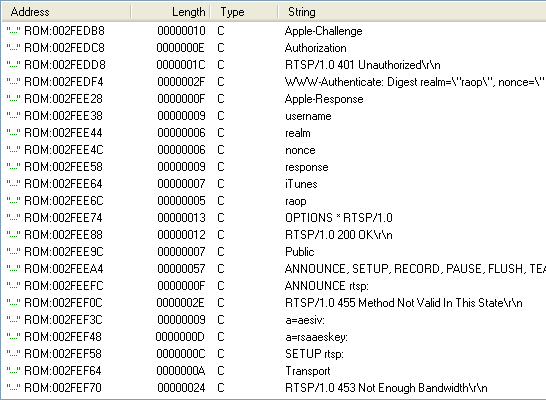 Address Length Type String
"..." ROM:002FEDB8 00000010 C Apple-Challenge
"..." ROM:002FEDC8 0000000E C Authorization
"..." ROM:002FEDD8 0000001C C RTSP/1.0 401 Unauthorized\r\n
"..." ROM:002FEDF4 0000002F C WWW-Authenticate: Digest realm=\"raop\", nonce=\"
"..." ROM:002FEE28 0000000F C Apple-Response
"..." ROM:002FEE38 00000009 C username
"..." ROM:002FEE44 00000006 C realm
"..." ROM:002FEE4C 00000006 C nonce
"..." ROM:002FEE58 00000009 C response
"..." ROM:002FEE64 00000007 C iTunes
"..." ROM:002FEE6C 00000005 C raop
"..." ROM:002FEE74 00000013 C OPTIONS * RTSP/1.0
"..." ROM:002FEE88 00000012 C RTSP/1.0 200 OK\r\n
"..." ROM:002FEE9C 00000007 C Public
"..." ROM:002FEEA4 00000057 C ANNOUNCE, SETUP, RECORD, PAUSE, FLUSH, TEA
"..." ROM:002FEEFC 0000000F C ANNOUNCE rtsp:
"..." ROM:002FEF0C 0000002E C RTSP/1.0 455 Method Not Valid In This State\r\n
"..." ROM:002FEF3C 00000009 C a=aesiv:
"..." ROM:002FEF48 0000000D C a=rsaaeskey:
"..." ROM:002FEF58 0000000C C SETUP rtsp:
"..." ROM:002FEF64 0000000A C Transport
"..." ROM:002FEF70 00000024 C RTSP/1.0 453 Not Enough Bandwidth\r\n